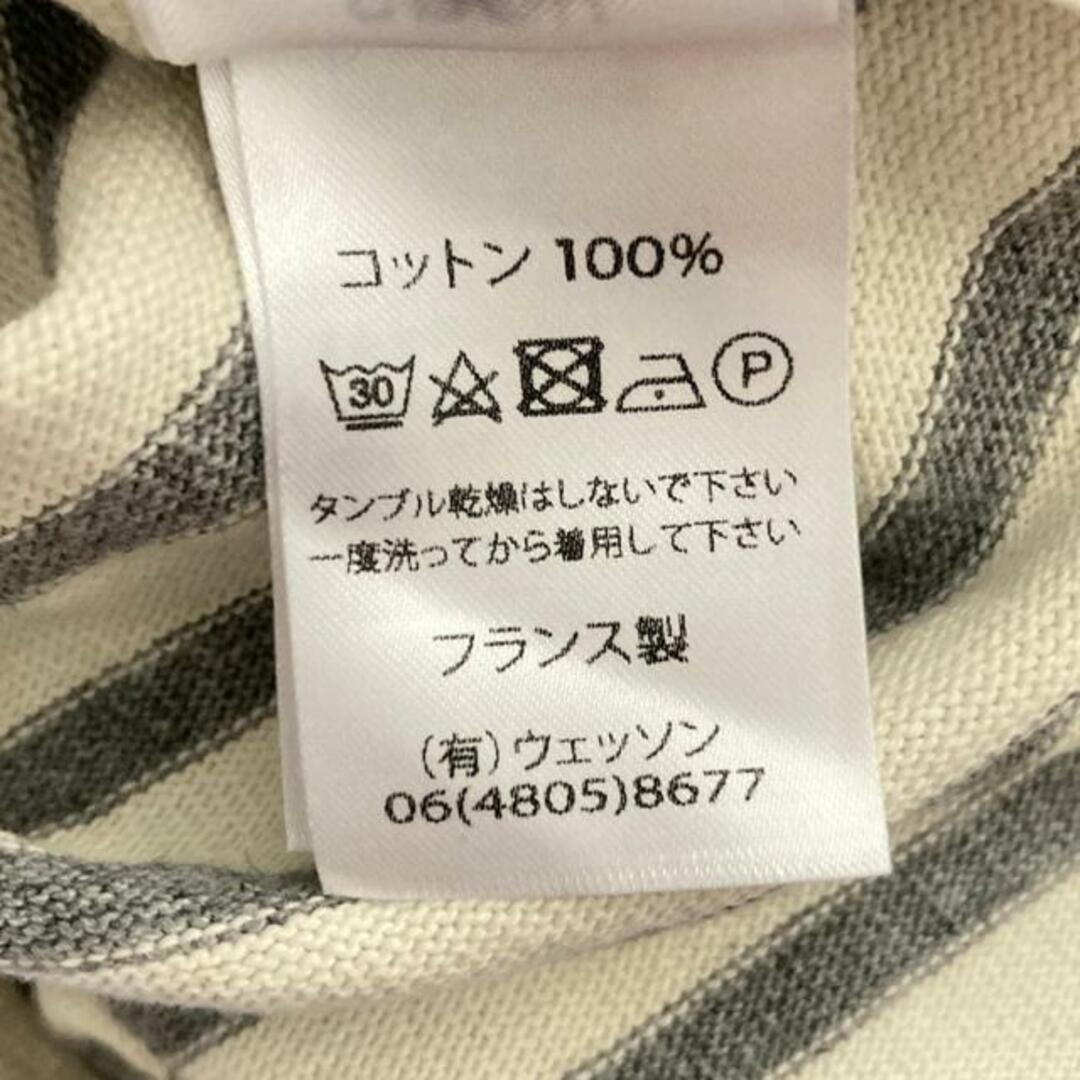 コットン 100%
30 P
タンブル乾燥はしないで下さい
一度洗ってから着用して下さい
フランス製
(有)ウェッソン
06(4805)8677